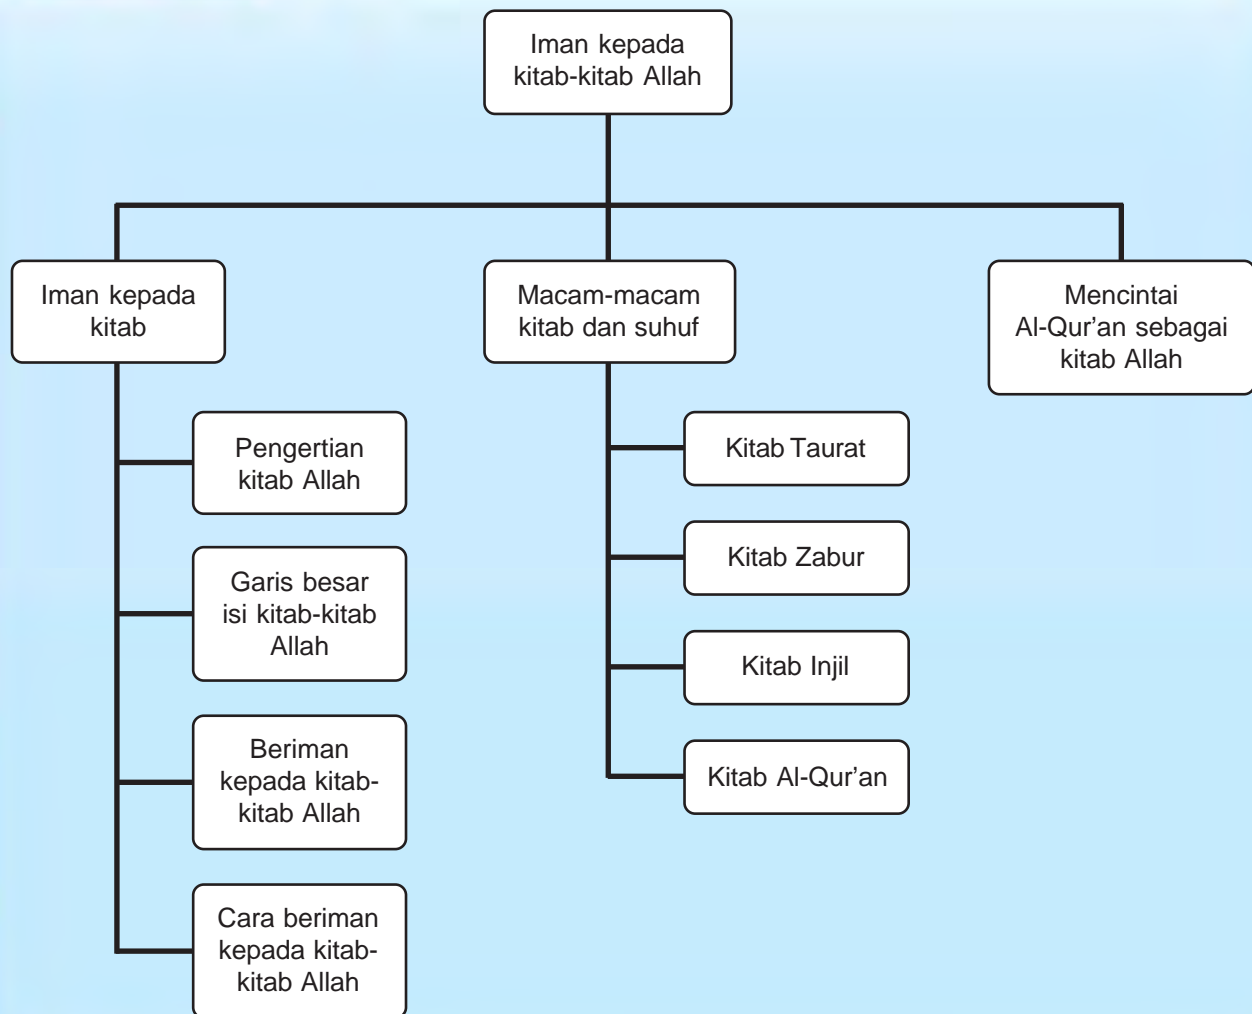 Iman kepada
kitab-kitab Allah
Iman kepada
kitab
Macam-macam
kitab dan suhuf
Mencintai
Al-Qur’an sebagai
kitab Allah
Pengertian
kitab Allah
Garis besar
isi kitab-kitab
Allah
Beriman
kepada kitab-
kitab Allah
Cara beriman
kepada kitab-
kitab Allah
Kitab Taurat
Kitab Zabur
Kitab Injil
Kitab Al-Qur’an